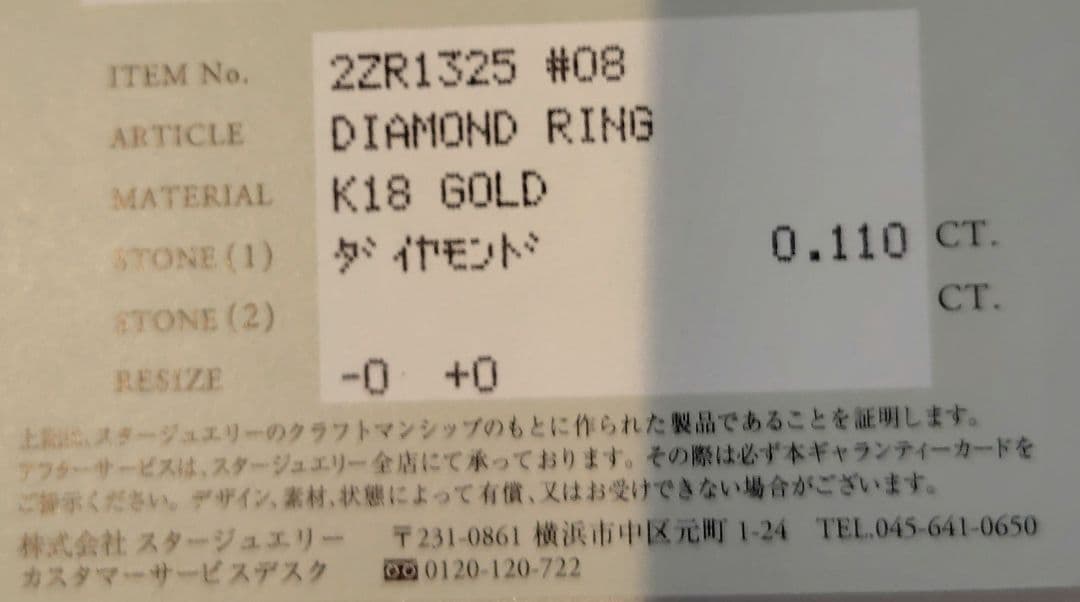 ITEM No. 2ZR1325 #08
ARTICLE DIAMOND RING
MATERIAL K18 GOLD
STONE (1) ダイヤモンド 0.110 CT.
STONE (2) CT.
RESIZE -0 +0
上記は、スタージュエリーのクラフトマンシップのもとに作られた製品であることを証明します。
アフターサービスは、スタージュエリー全店にて承っております。その際は必ず本ギャランティーカードを
ご提示ください。デザイン、素材、状態によって有償、又はお受けできない場合がございます。
株式会社 スタージュエリー 〒231-0861 横浜市中区元町 1-24 TEL.045-641-0650
カスタマーサービスデスク 0120-120-722